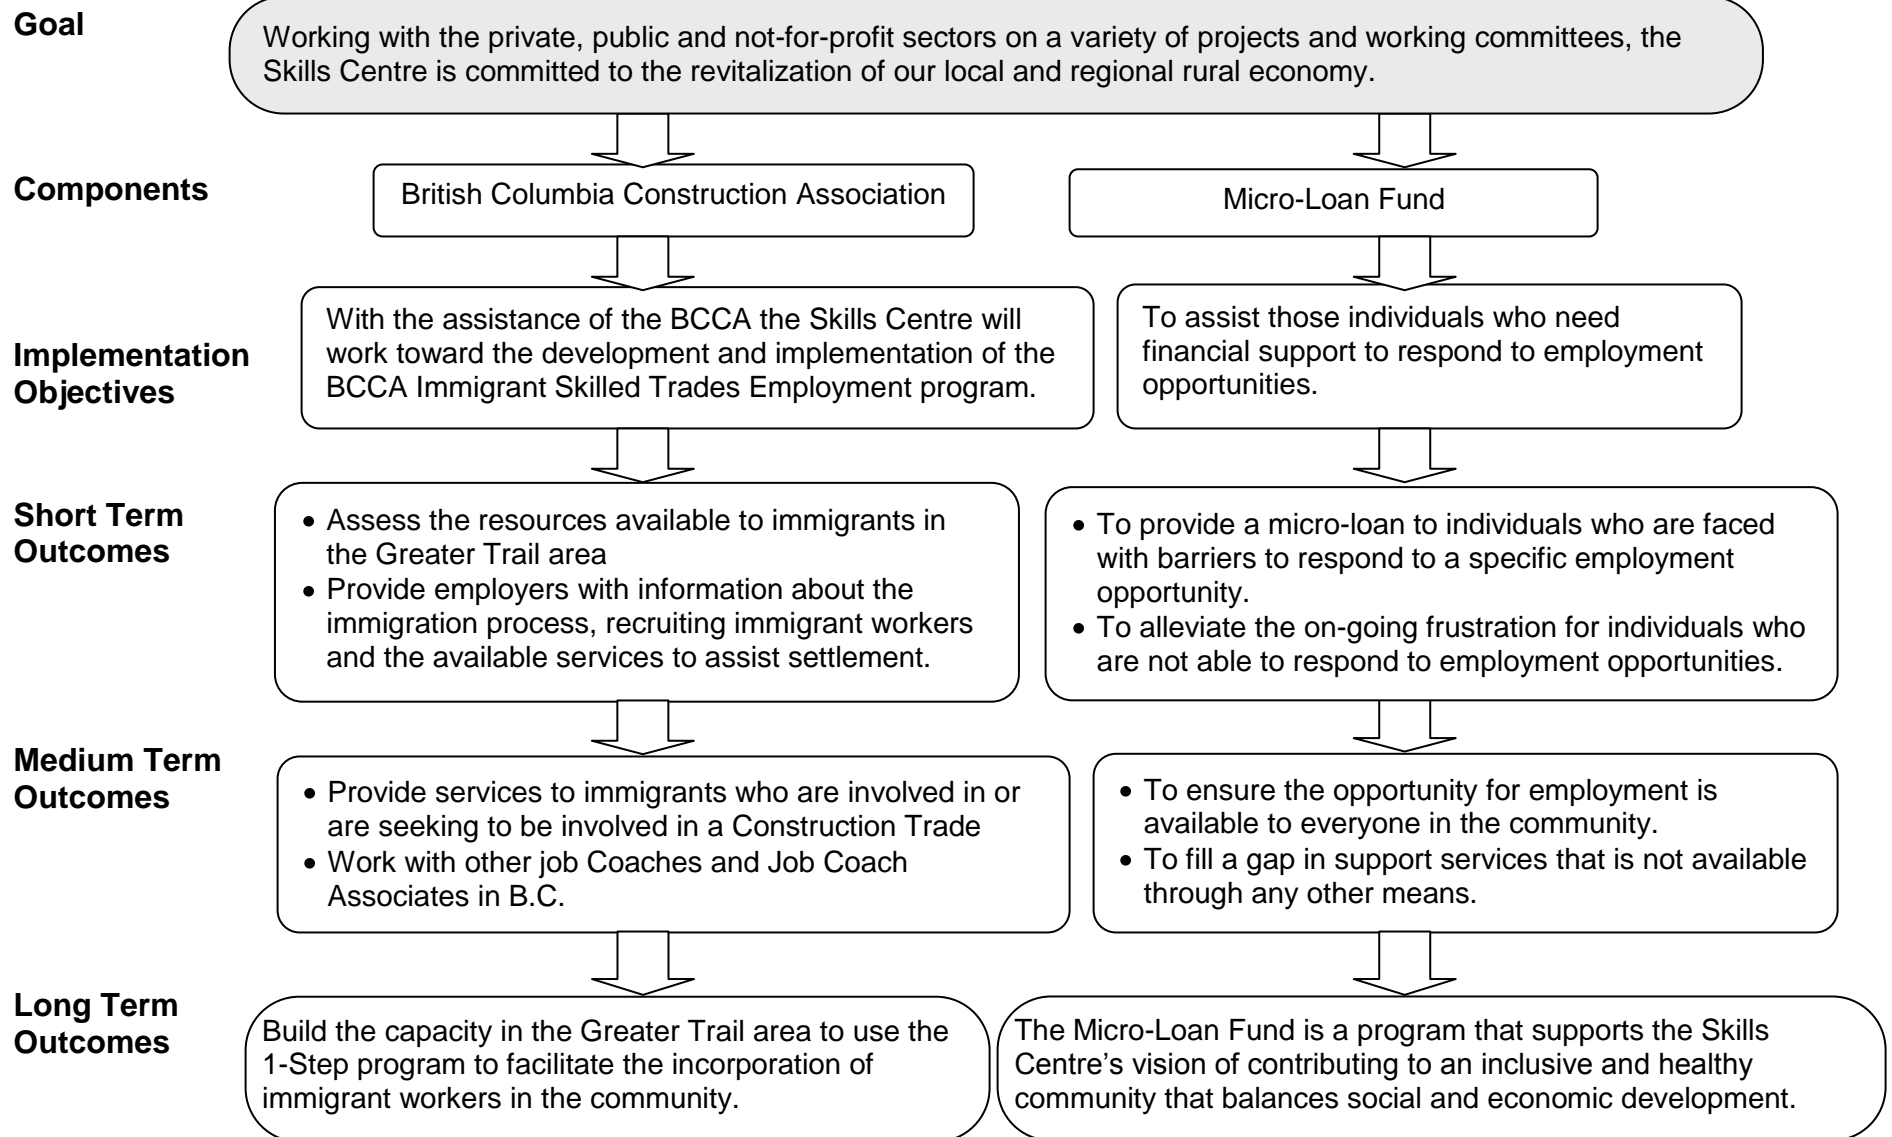 Goal
Working with the private, public and not-for-profit sectors on a variety of projects and working committees, the
Skills Centre is committed to the revitalization of our local and regional rural economy.
Components
British Columbia Construction Association
Micro-Loan Fund
Implementation
Objectives
With the assistance of the BCCA the Skills Centre will
work toward the development and implementation of the
BCCA Immigrant Skilled Trades Employment program.
To assist those individuals who need
financial support to respond to employment
opportunities.
Short Term
Outcomes
• Assess the resources available to immigrants in
the Greater Trail area
• Provide employers with information about the
immigration process, recruiting immigrant workers
and the available services to assist settlement.
• To provide a micro-loan to individuals who are faced
with barriers to respond to a specific employment
opportunity.
• To alleviate the on-going frustration for individuals who
are not able to respond to employment opportunities.
Medium Term
Outcomes
• Provide services to immigrants who are involved in or
are seeking to be involved in a Construction Trade
• Work with other job Coaches and Job Coach
Associates in B.C.
• To ensure the opportunity for employment is
available to everyone in the community.
• To fill a gap in support services that is not available
through any other means.
Long Term
Outcomes
Build the capacity in the Greater Trail area to use the
1-Step program to facilitate the incorporation of
immigrant workers in the community.
The Micro-Loan Fund is a program that supports the Skills
Centre’s vision of contributing to an inclusive and healthy
community that balances social and economic development.